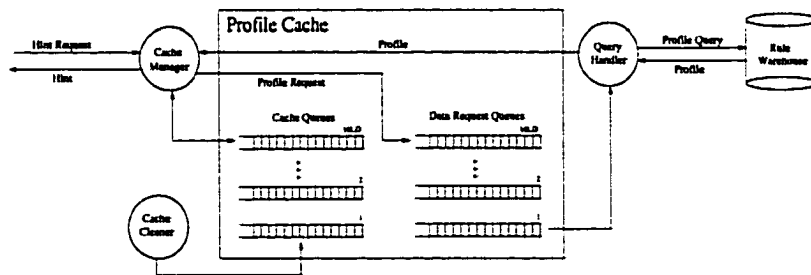 Profile Cache
Hint Request
Hint
Cache
Manager
Profile
Profile Request
Query
Handler
Profile Query
Profile
Rule
Warehouse
Cache Queues
Data Request Queues
2
2
1
1
Cache
Cleaner